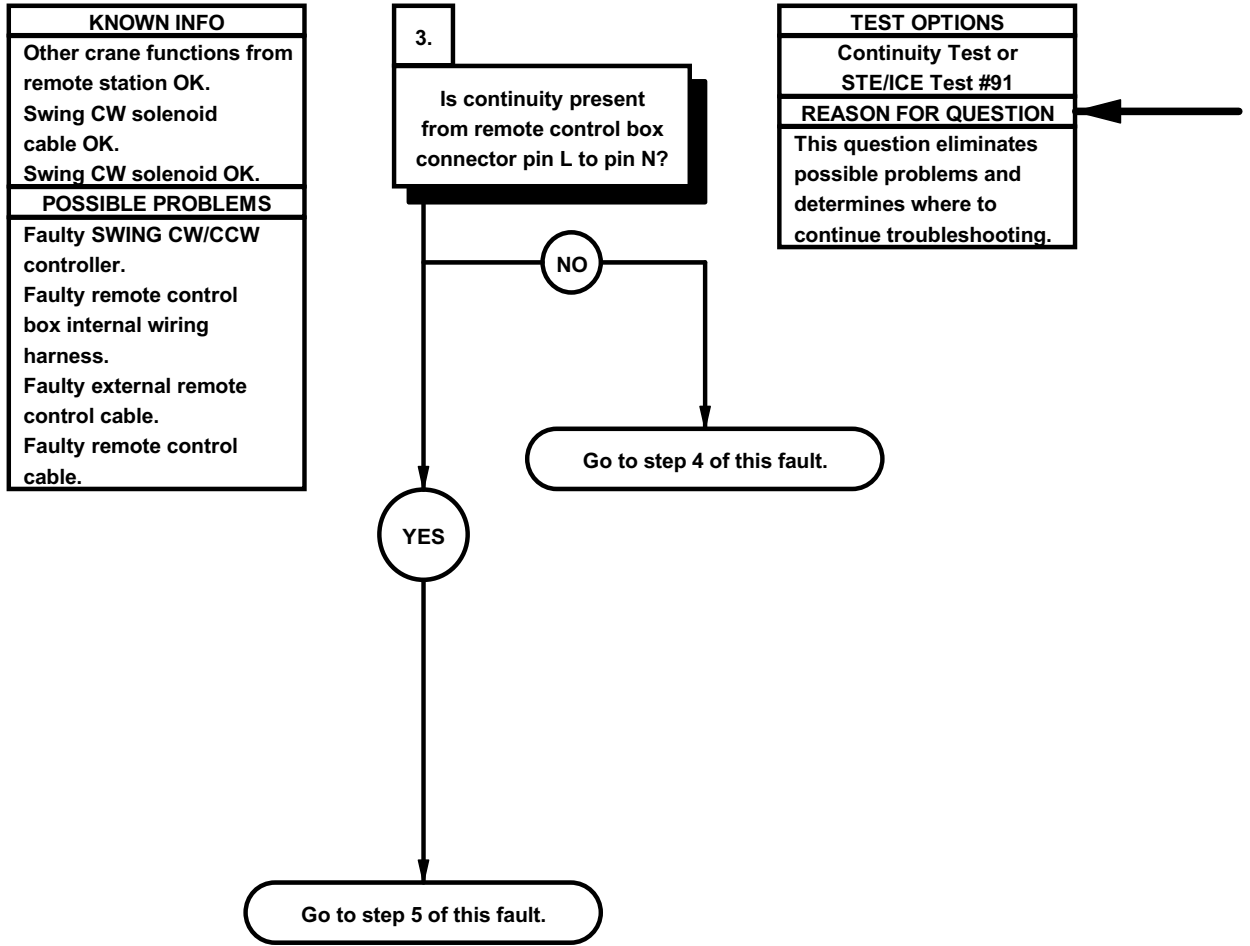 KNOWN INFO
Other crane functions from
remote station OK.
Swing CW solenoid
cable OK.
Swing CW solenoid OK.
POSSIBLE PROBLEMS
Faulty SWING CW/CCW
controller.
Faulty remote control
box internal wiring
harness.
Faulty external remote
control cable.
Faulty remote control
cable.
3.
Is continuity present
from remote control box
connector pin L to pin N?
TEST OPTIONS
Continuity Test or
STE/ICE Test #91
REASON FOR QUESTION
This question eliminates
possible problems and
determines where to
continue troubleshooting.
NO
Go to step 4 of this fault.
YES
Go to step 5 of this fault.